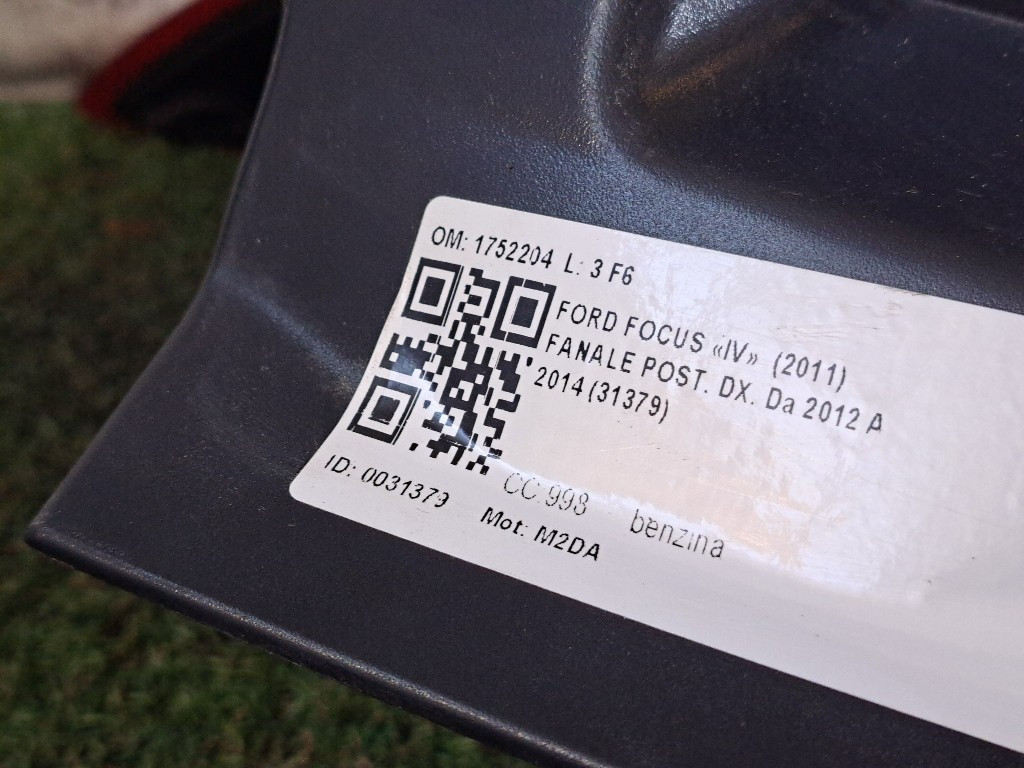 OM: 1752204 L: 3 F6
FORD FOCUS «IV» (2011)
FANALE POST. DX. Da 2012 A
2014 (31379)
ID: 0031379
CC: 998 benzina
Mot: M2DA